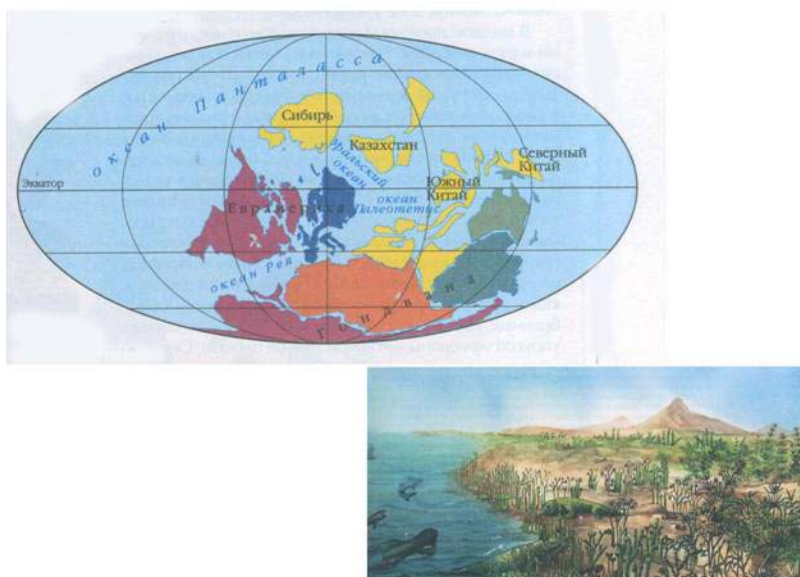 океан Панталасса
Сибирь
Казахстан
Уральский
океан
Северный
Китай
Экватор
Южный
Китай
океан
Палеотетис
Еврамерика
океан Рея
Гондвана